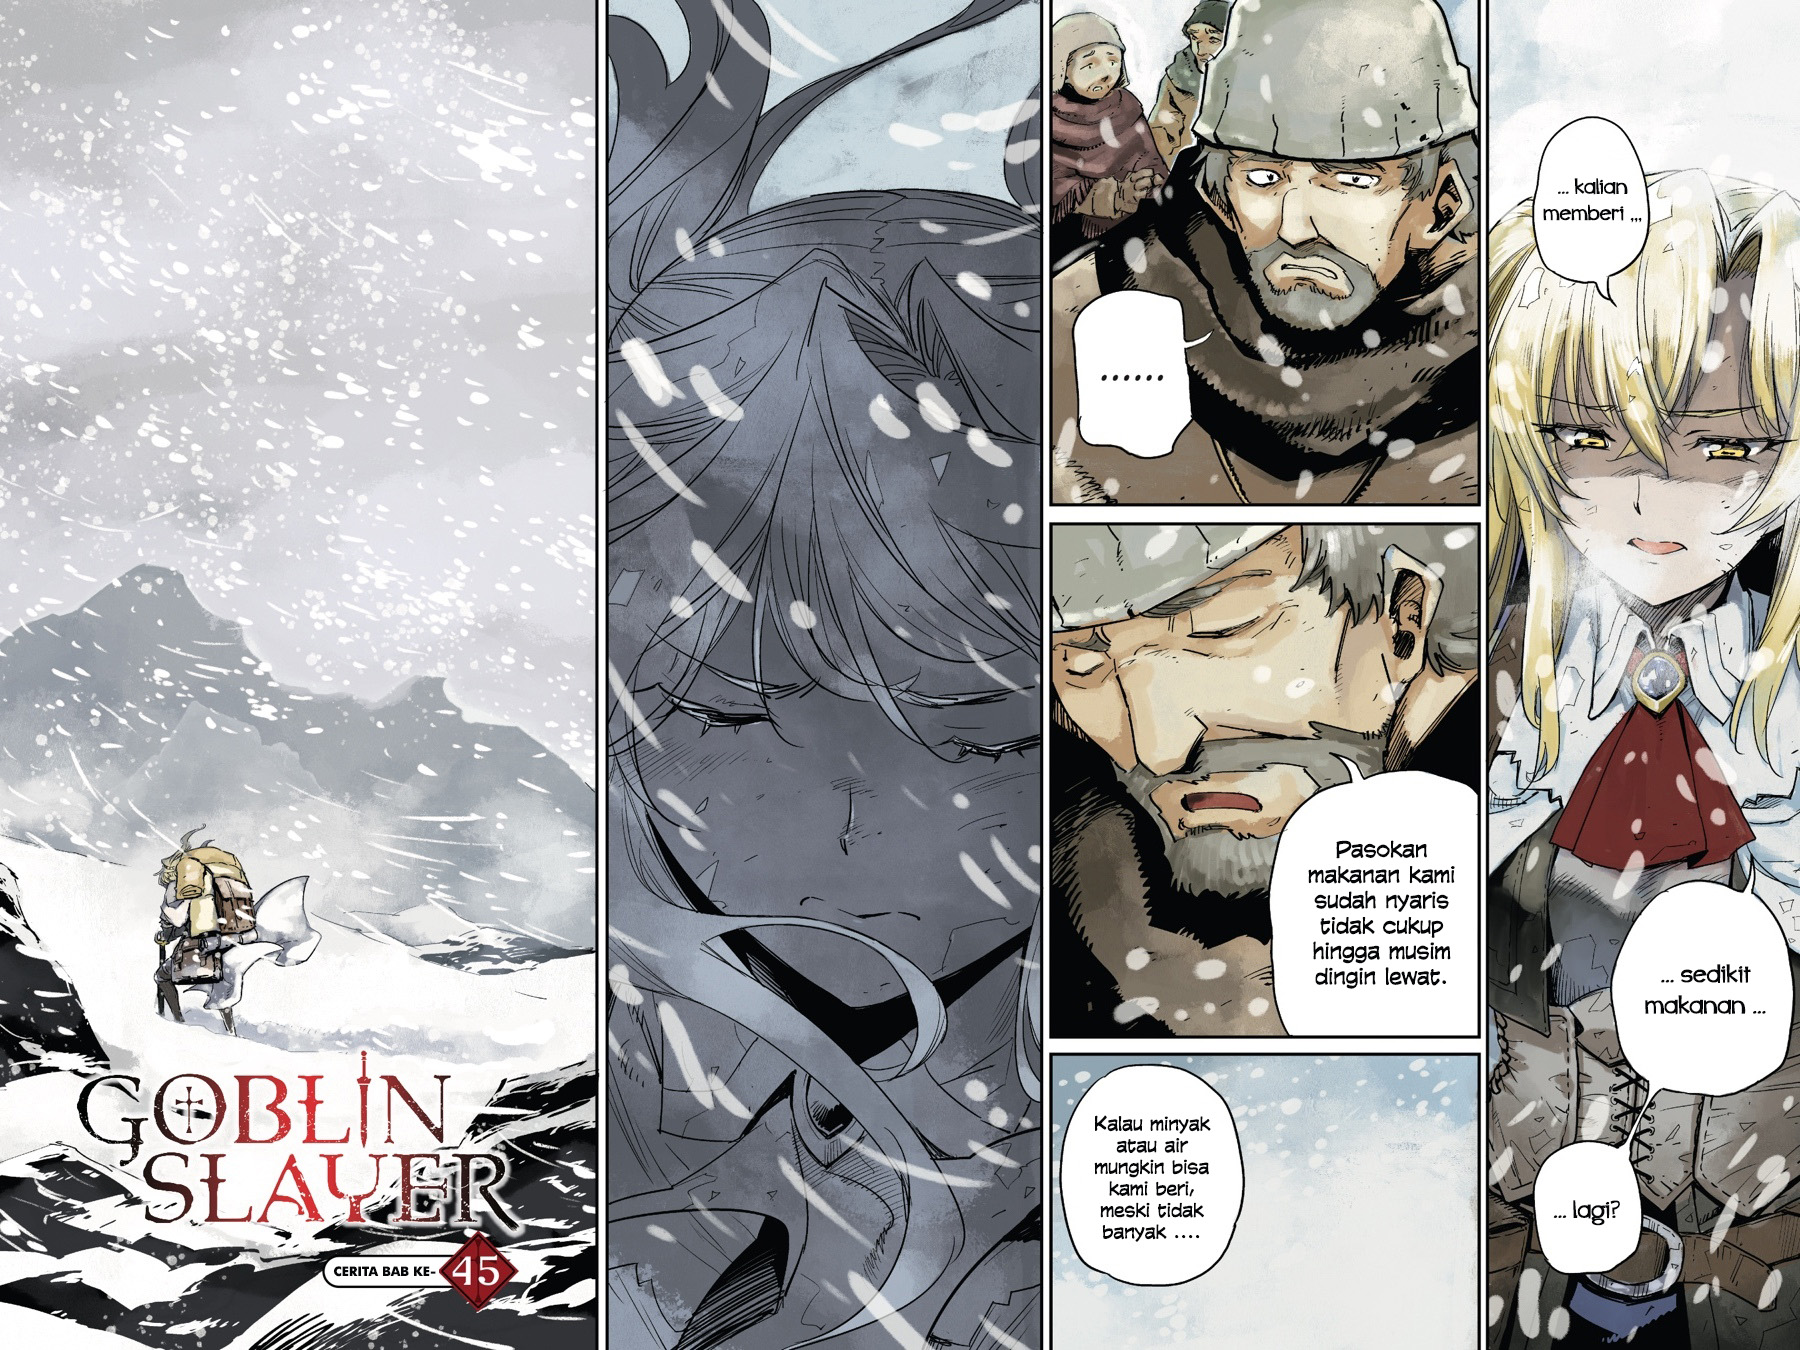 ... kalian
memberi ...
... sedikit
makanan ...
... lagi?
......
Pasokan
makanan kami
sudah nyaris
tidak cukup
hingga musim
dingin lewat.
Kalau minyak
atau air
mungkin bisa
kami beri,
meski tidak
banyak ....
GOBLIN
SLAYER
CERITA BAB KE-45